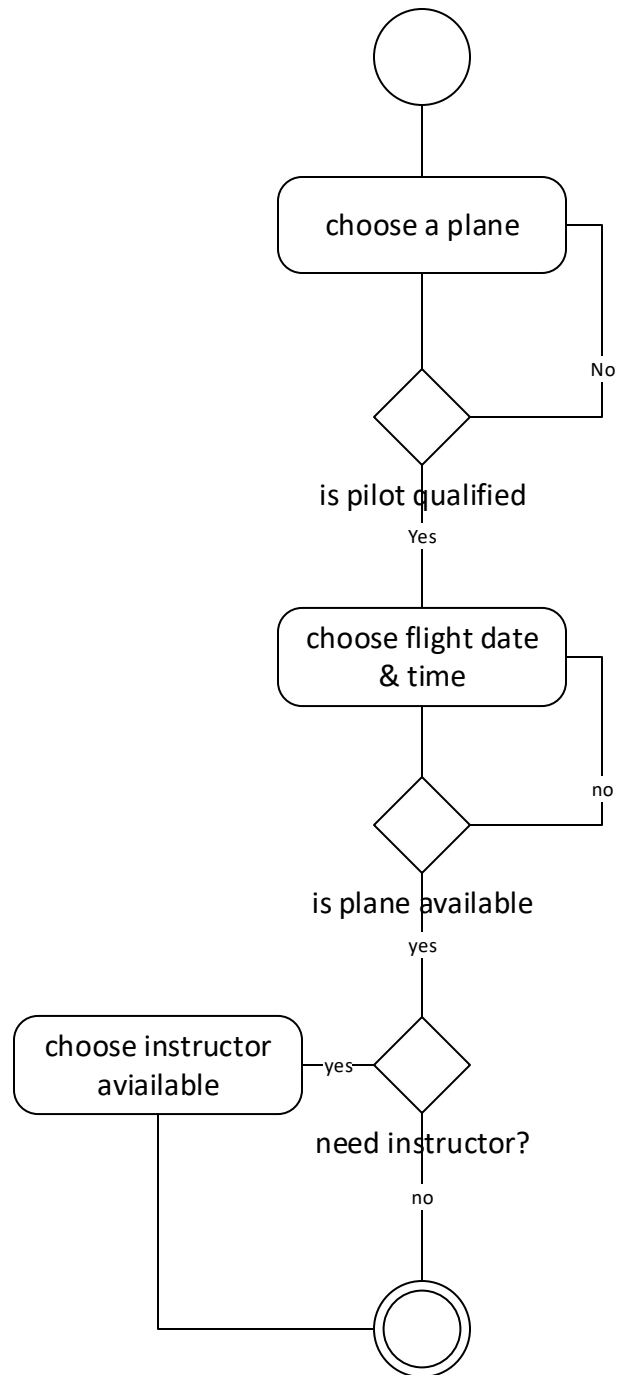 choose a plane
No
is pilot qualified
Yes
choose flight date
& time
no
is plane available
yes
choose instructor
aviailable
yes
need instructor?
no